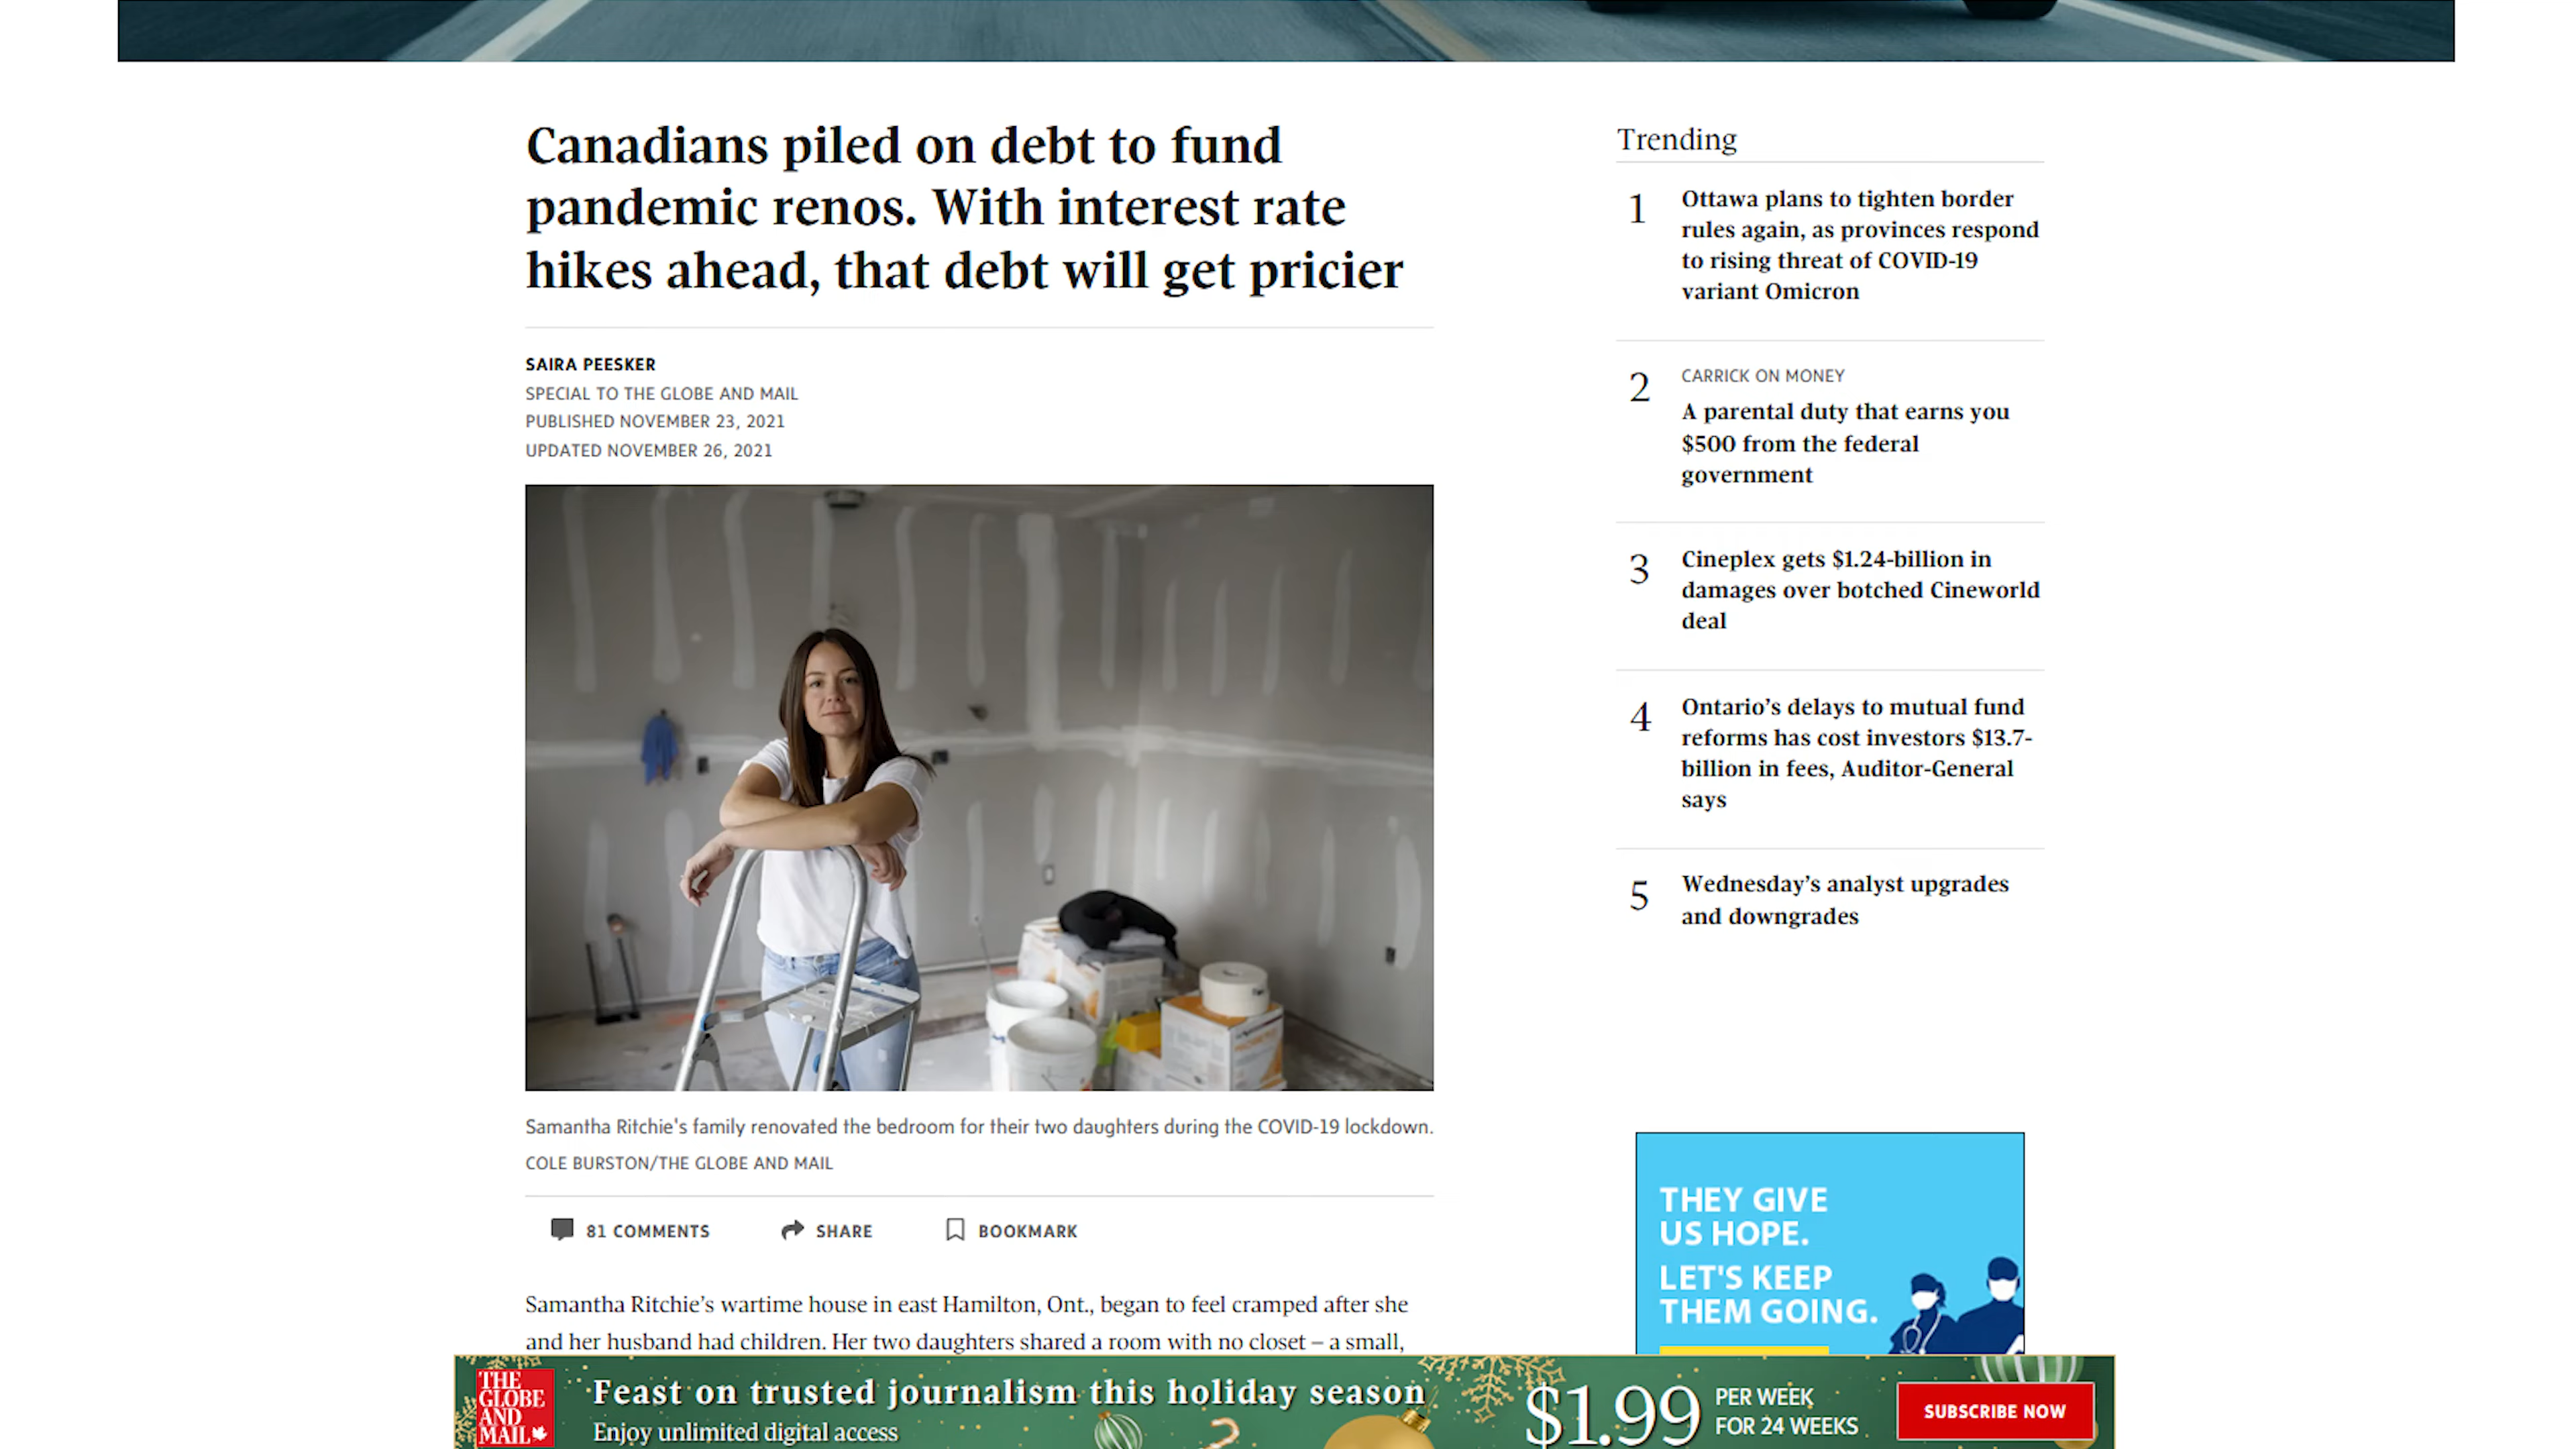 Canadians piled on debt to fund
pandemic renos. With interest rate
hikes ahead, that debt will get pricier
SAIRA PEESKER
SPECIAL TO THE GLOBE AND MAIL
PUBLISHED NOVEMBER 23, 2021
UPDATED NOVEMBER 26, 2021
Samantha Ritchie's family renovated the bedroom for their two daughters during the COVID-19 lockdown.
COLE BURSTON/THE GLOBE AND MAIL
81 COMMENTS
SHARE
BOOKMARK
Samantha Ritchie’s wartime house in east Hamilton, Ont., began to feel cramped after she
and her husband had children. Her two daughters shared a room with no closet – a small,
Trending
1
Ottawa plans to tighten border
rules again, as provinces respond
to rising threat of COVID-19
variant Omicron
2
CARRICK ON MONEY
A parental duty that earns you
$500 from the federal
government
3
Cineplex gets $1.24-billion in
damages over botched Cineworld
deal
4
Ontario’s delays to mutual fund
reforms has cost investors $13.7-
billion in fees, Auditor-General
says
5
Wednesday’s analyst upgrades
and downgrades
THEY GIVE
US HOPE.
LET'S KEEP
THEM GOING.
THE
GLOBE
AND
MAIL
Feast on trusted journalism this holiday season
Enjoy unlimited digital access
$1.99
PER WEEK
FOR 24 WEEKS
SUBSCRIBE NOW